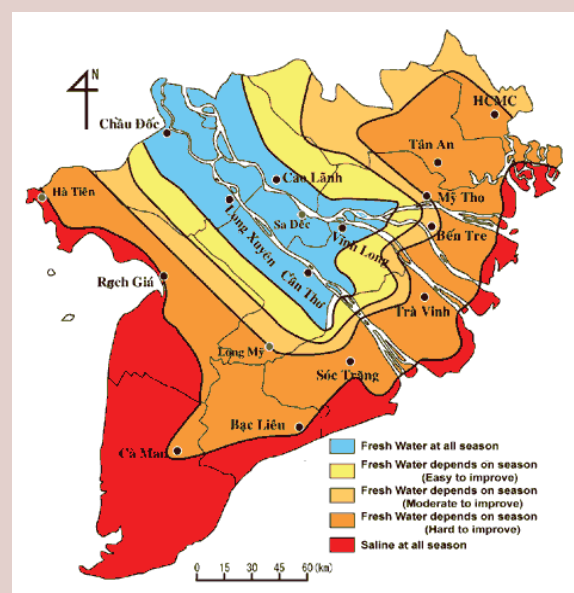 N
HCMC
Châu Đốc
Tân An
Cao Lãnh
Hà Tiên
Mỹ Tho
Sa Đéc
Long Xuyên
Vĩnh Long
Bến Tre
Cần Thơ
Rạch Giá
Trà Vinh
Long Mỹ
Sóc Trăng
Bạc Liêu
Cà Mau
Fresh Water at all season
Fresh Water depends on season
(Easy to improve)
Fresh Water depends on season
(Moderate to improve)
Fresh Water depends on season
(Hard to improve)
Saline at all season
0 15 30 45 60 (km)